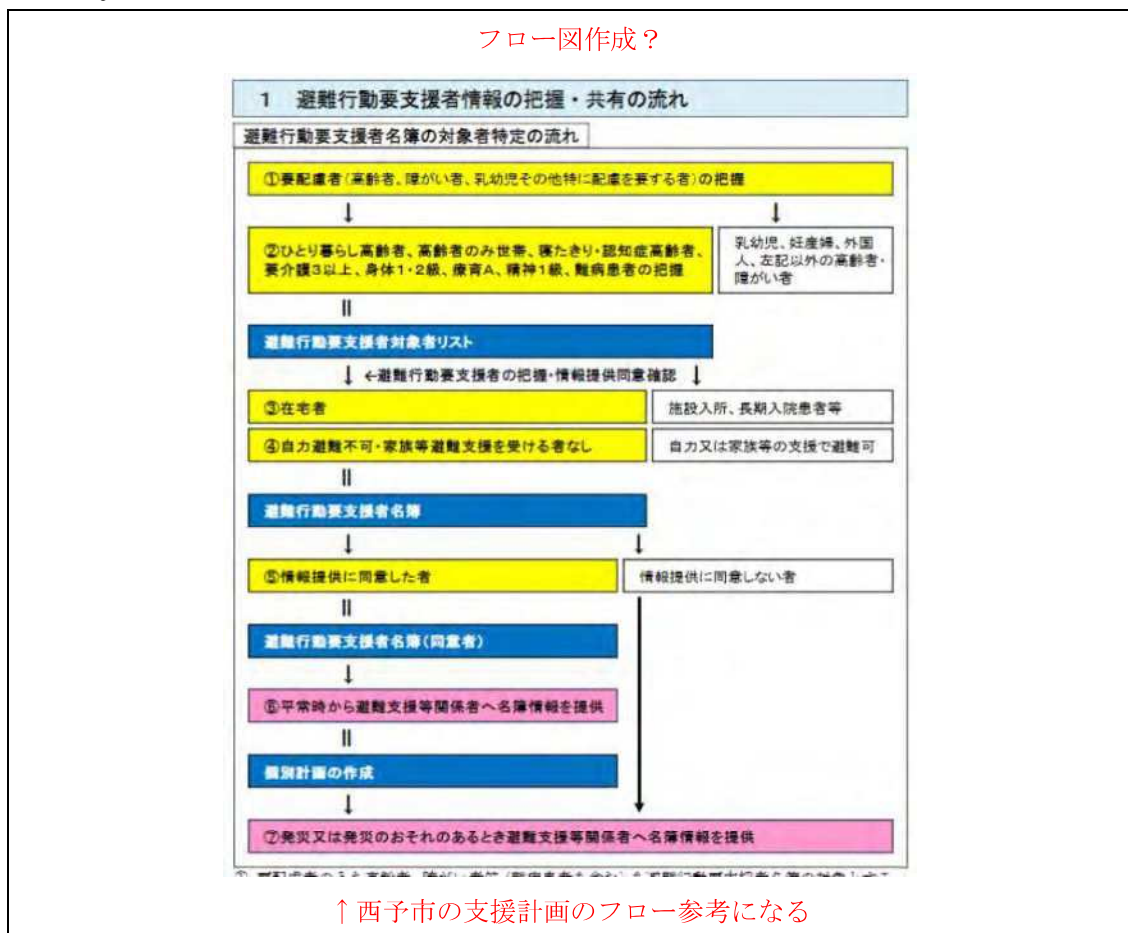 フロー図作成?
1 避難行動要支援者情報の把握・共有の流れ
避難行動要支援者名簿の対象者特定の流れ
①要配慮者(高齢者、障がい者、乳幼児その他特に配慮を要する者)の把握
↓ ↓
②ひとり暮らし高齢者、高齢者のみ世帯、寝たきり・認知症高齢者、
要介護3以上、身体1・2級、療育A、精神1級、難病患者の把握
乳幼児、妊産婦、外国
人、左記以外の高齢者・
障がい者
||
避難行動要支援者対象者リスト
↓ ←避難行動要支援者の把握・情報提供同意確認 ↓
③在宅者
施設入所、長期入院患者等
④自力避難不可・家族等避難支援を受ける者なし
自力又は家族等の支援で避難可
||
避難行動要支援者名簿
↓ ↓
⑤情報提供に同意した者
情報提供に同意しない者
||
避難行動要支援者名簿(同意者)
↓
⑥平常時から避難支援等関係者へ名簿情報を提供
||
個別計画の作成
↓
⑦発災又は発災のおそれのあるとき避難支援等関係者へ名簿情報を提供
↑西予市の支援計画のフロー参考になる